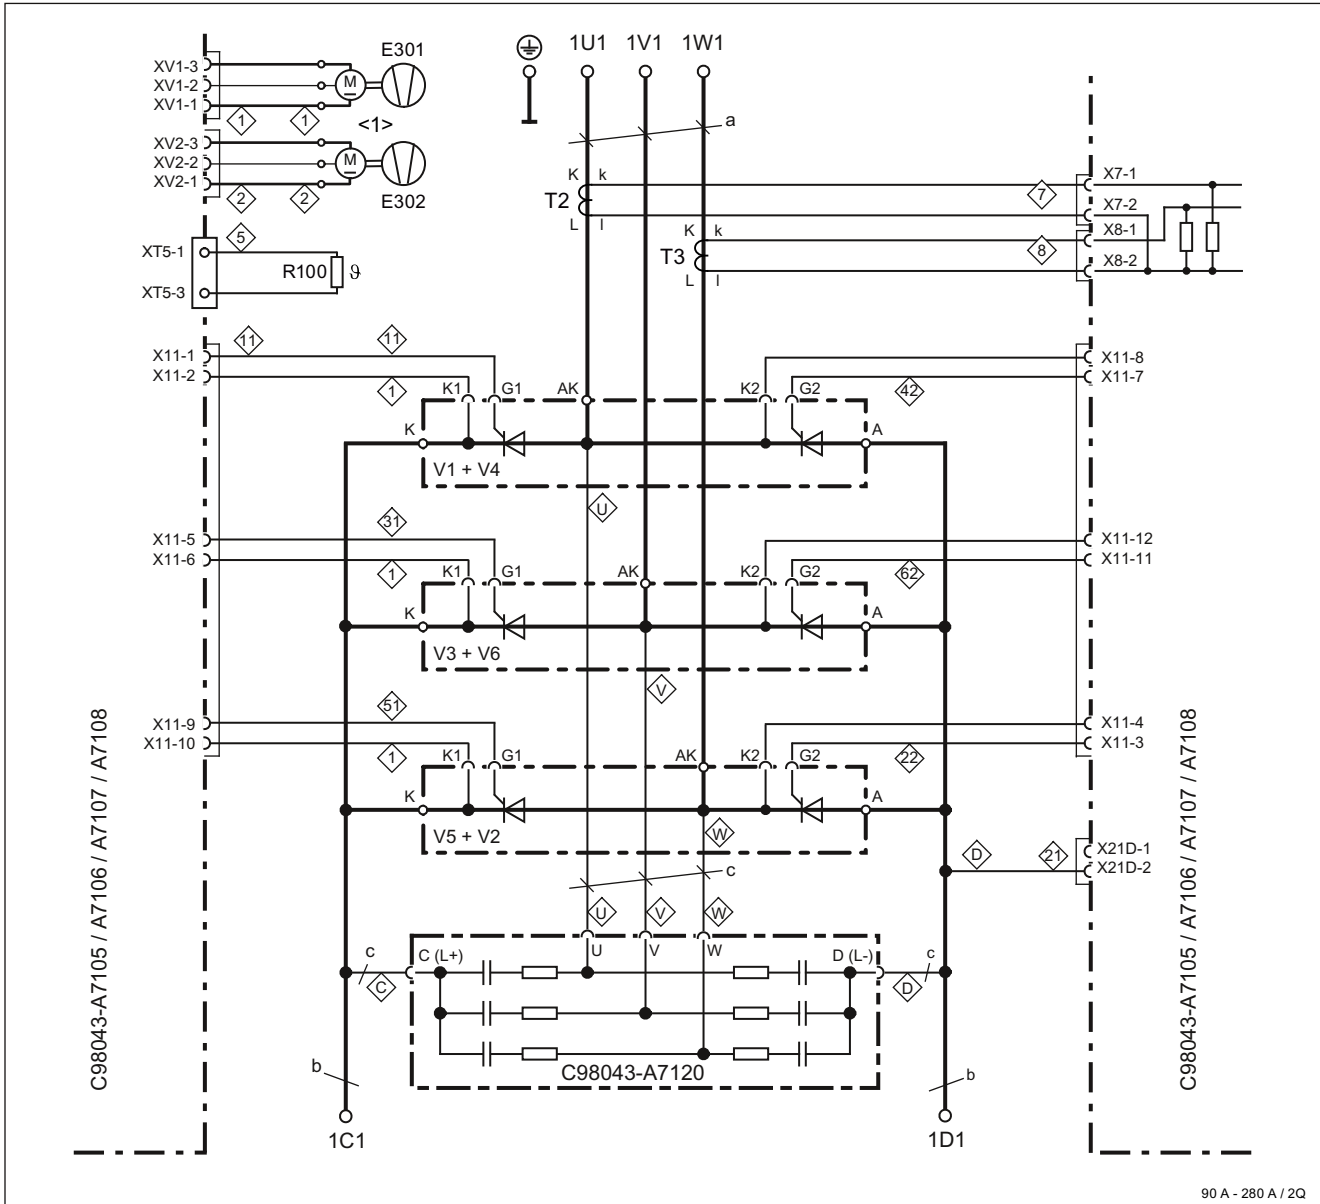 1U1 1V1 1W1
E301
XV1-3
XV1-2
XV1-1
M
1 1
<1>
a
XV2-3
XV2-2
XV2-1
M
2 2
E302
K k
T2
L l
7
X7-1
X7-2
K k
T3
L l
8
X8-1
X8-2
5
XT5-1
R100 ϑ
XT5-3
11 11
X11-1
X11-2
1
K1 G1 AK K2 G2
42
X11-8
X11-7
K A
V1 + V4
U
31
X11-5
X11-6
1
K1 G1 AK K2 G2
62
X11-12
X11-11
K A
V3 + V6
V
51
X11-9
X11-10
1
K1 G1 AK K2 G2
22
X11-4
X11-3
K A
V5 + V2
W
c
D 21
X21D-1
X21D-2
U V W
c C (L+) U V W D (L-) c
C D
C98043-A7120
b b
1C1 1D1
C98043-A7105 / A7106 / A7107 / A7108
C98043-A7105 / A7106 / A7107 / A7108
90 A - 280 A / 2Q